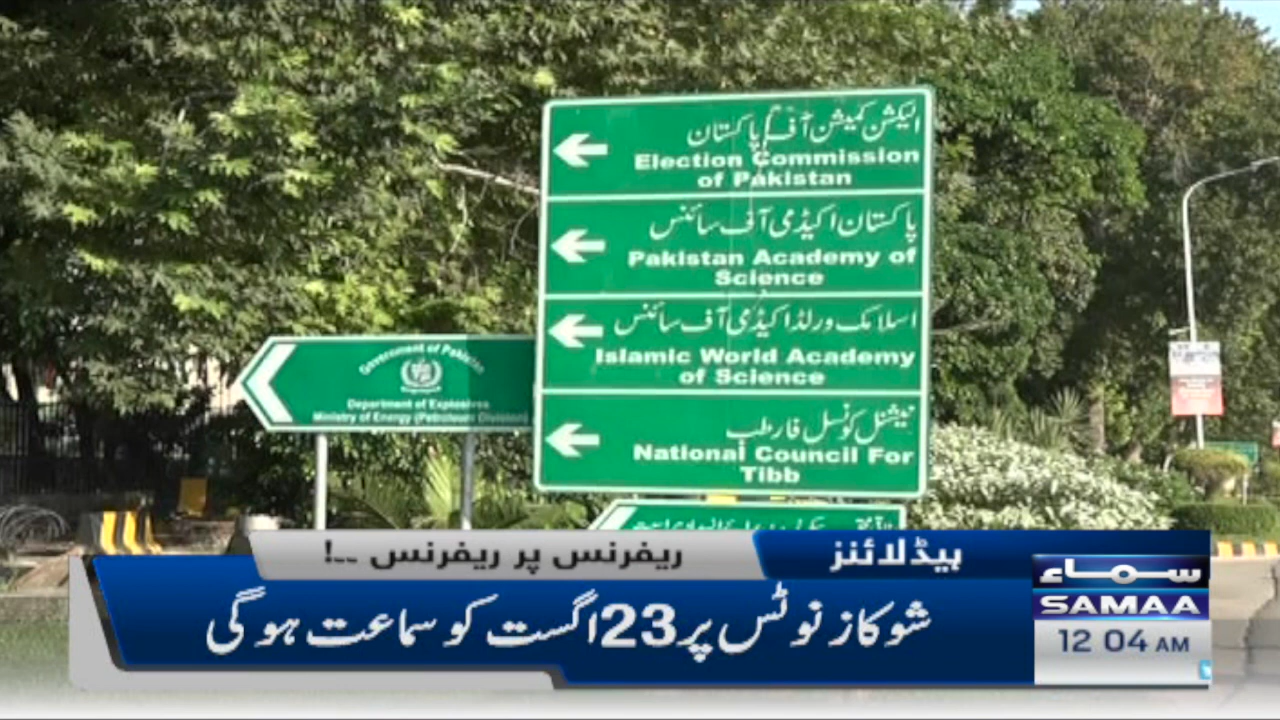 الیکشن کمیشن آف پاکستان
Election Commission
of Pakistan
پاکستان اکیڈمی آف سائنس
Pakistan Academy of
Science
اسلامک ورلڈ اکیڈمی آف سائنس
Islamic World Academy
of Science
نیشنل کونسل فار طب
National Council For
Tibb
Government of Pakistan
Department of Explosives
Ministry of Energy (Petroleum Division)
ہیڈلائنز
ریفرنس پر ریفرنس ۔۔!
شوکاز نوٹس پر 23 اگست کو سماعت ہوگی
سماء
SAMAA
12 04 AM